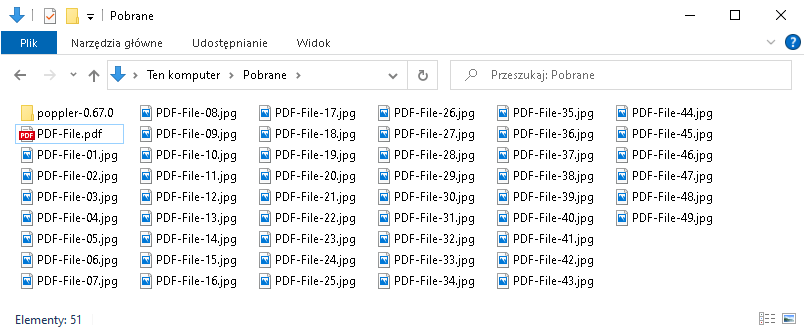 Pobrane
Plik Narzędzia główne Udostępnianie Widok
Ten komputer Pobrane Przeszukaj: Pobrane
poppler-0.67.0
PDF-File.pdf
PDF-File-01.jpg
PDF-File-02.jpg
PDF-File-03.jpg
PDF-File-04.jpg
PDF-File-05.jpg
PDF-File-06.jpg
PDF-File-07.jpg
PDF-File-08.jpg
PDF-File-09.jpg
PDF-File-10.jpg
PDF-File-11.jpg
PDF-File-12.jpg
PDF-File-13.jpg
PDF-File-14.jpg
PDF-File-15.jpg
PDF-File-16.jpg
PDF-File-17.jpg
PDF-File-18.jpg
PDF-File-19.jpg
PDF-File-20.jpg
PDF-File-21.jpg
PDF-File-22.jpg
PDF-File-23.jpg
PDF-File-24.jpg
PDF-File-25.jpg
PDF-File-26.jpg
PDF-File-27.jpg
PDF-File-28.jpg
PDF-File-29.jpg
PDF-File-30.jpg
PDF-File-31.jpg
PDF-File-32.jpg
PDF-File-33.jpg
PDF-File-34.jpg
PDF-File-35.jpg
PDF-File-36.jpg
PDF-File-37.jpg
PDF-File-38.jpg
PDF-File-39.jpg
PDF-File-40.jpg
PDF-File-41.jpg
PDF-File-42.jpg
PDF-File-43.jpg
PDF-File-44.jpg
PDF-File-45.jpg
PDF-File-46.jpg
PDF-File-47.jpg
PDF-File-48.jpg
PDF-File-49.jpg
Elementy: 51